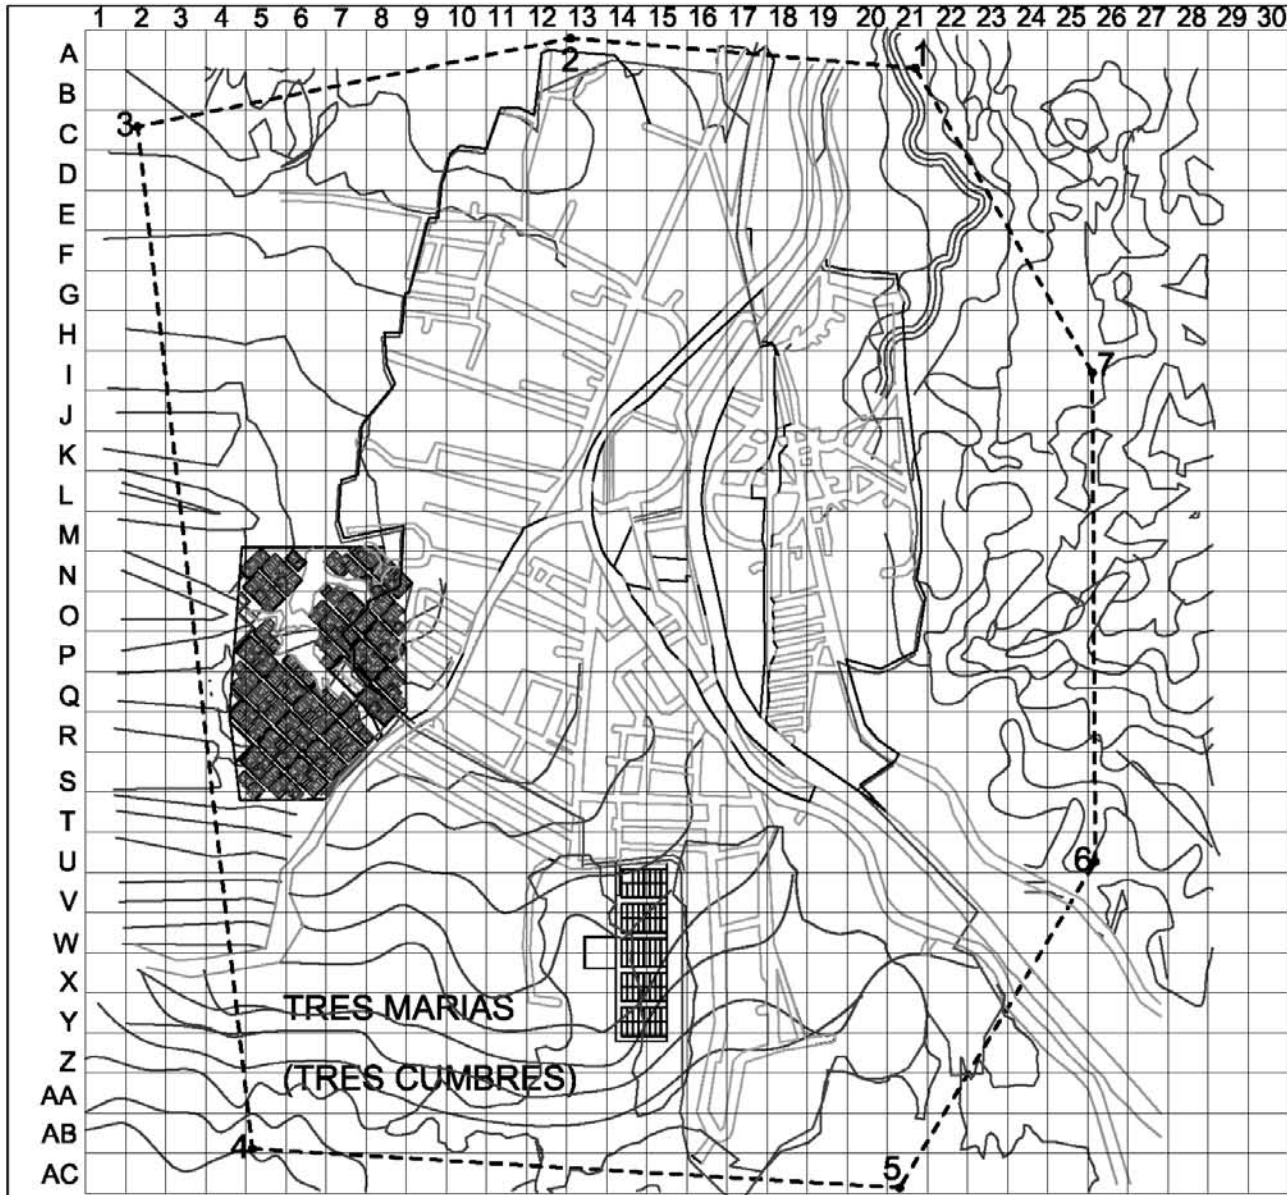 1 2 3 4 5 6 7 8 9 10 11 12 13 14 15 16 17 18 19 20 21 22 23 24 25 26 27 28 29 30
A
2
1
B
C
3
D
E
F
G
H
I
7
J
K
L
M
N
O
P
Q
R
S
T
U
6
V
W
X
TRES MARIAS
Y
Z
(TRES CUMBRES)
AA
AB
4
AC
5